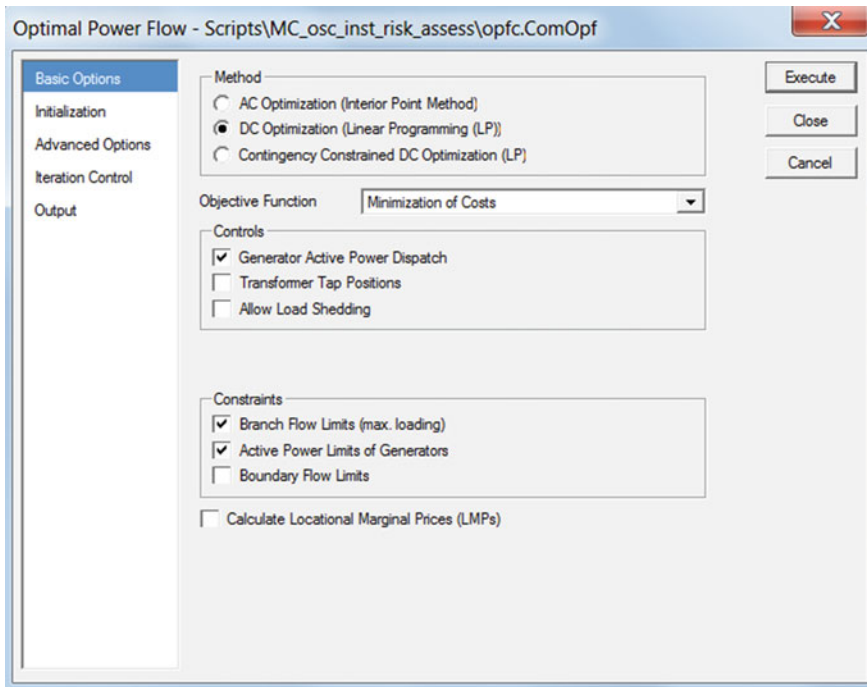 Optimal Power Flow - Scripts\MC_osc_inst_risk_assess\opfc.ComOpf
Basic Options
Initialization
Advanced Options
Iteration Control
Output
Method
AC Optimization (Interior Point Method)
DC Optimization (Linear Programming (LP))
Contingency Constrained DC Optimization (LP)
Objective Function Minimization of Costs
Controls
Generator Active Power Dispatch
Transformer Tap Positions
Allow Load Shedding
Constraints
Branch Flow Limits (max. loading)
Active Power Limits of Generators
Boundary Flow Limits
Calculate Locational Marginal Prices (LMPs)
Execute
Close
Cancel